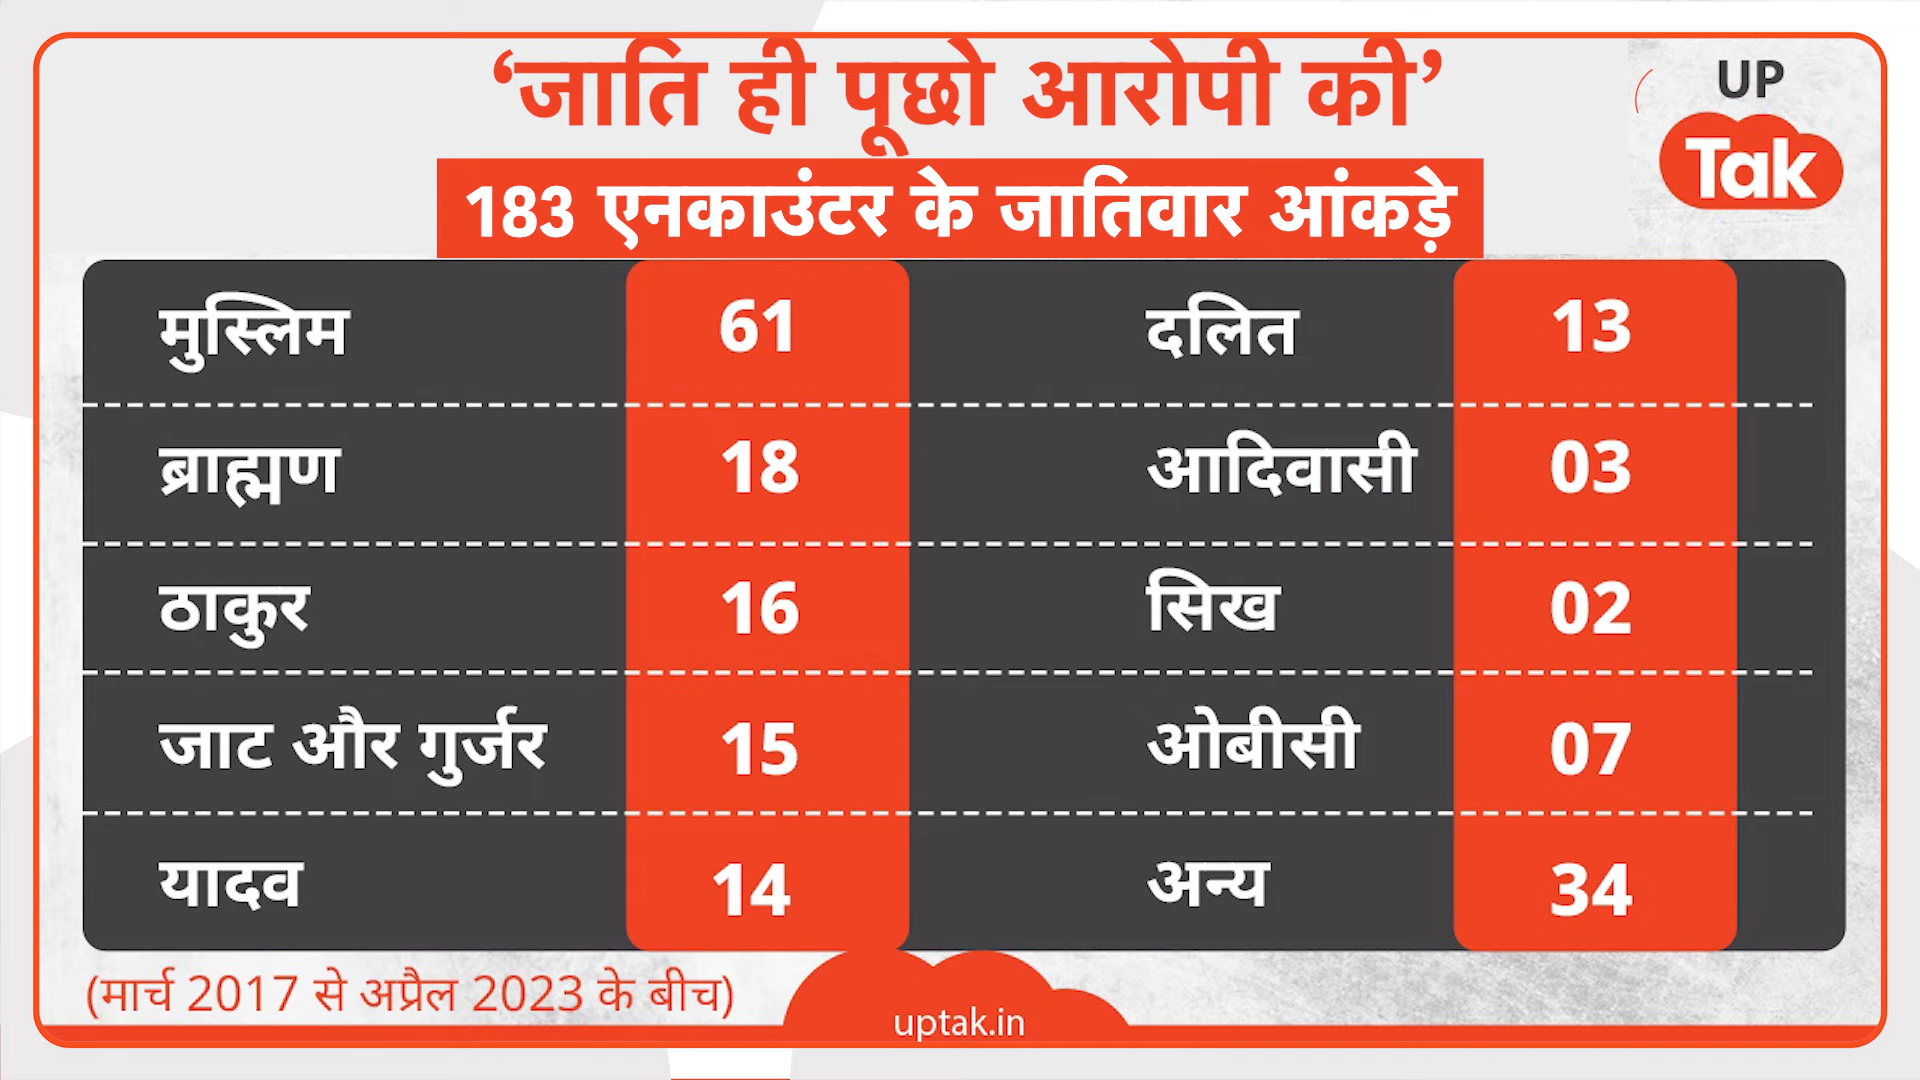 ‘जाति ही पूछो आरोपी की’
UP
Tak
183 एनकाउंटर के जातिवार आंकड़े
मुस्लिम 61 दलित 13
ब्राह्मण 18 आदिवासी 03
ठाकुर 16 सिख 02
जाट और गुर्जर 15 ओबीसी 07
यादव 14 अन्य 34
(मार्च 2017 से अप्रैल 2023 के बीच)
uptak.in